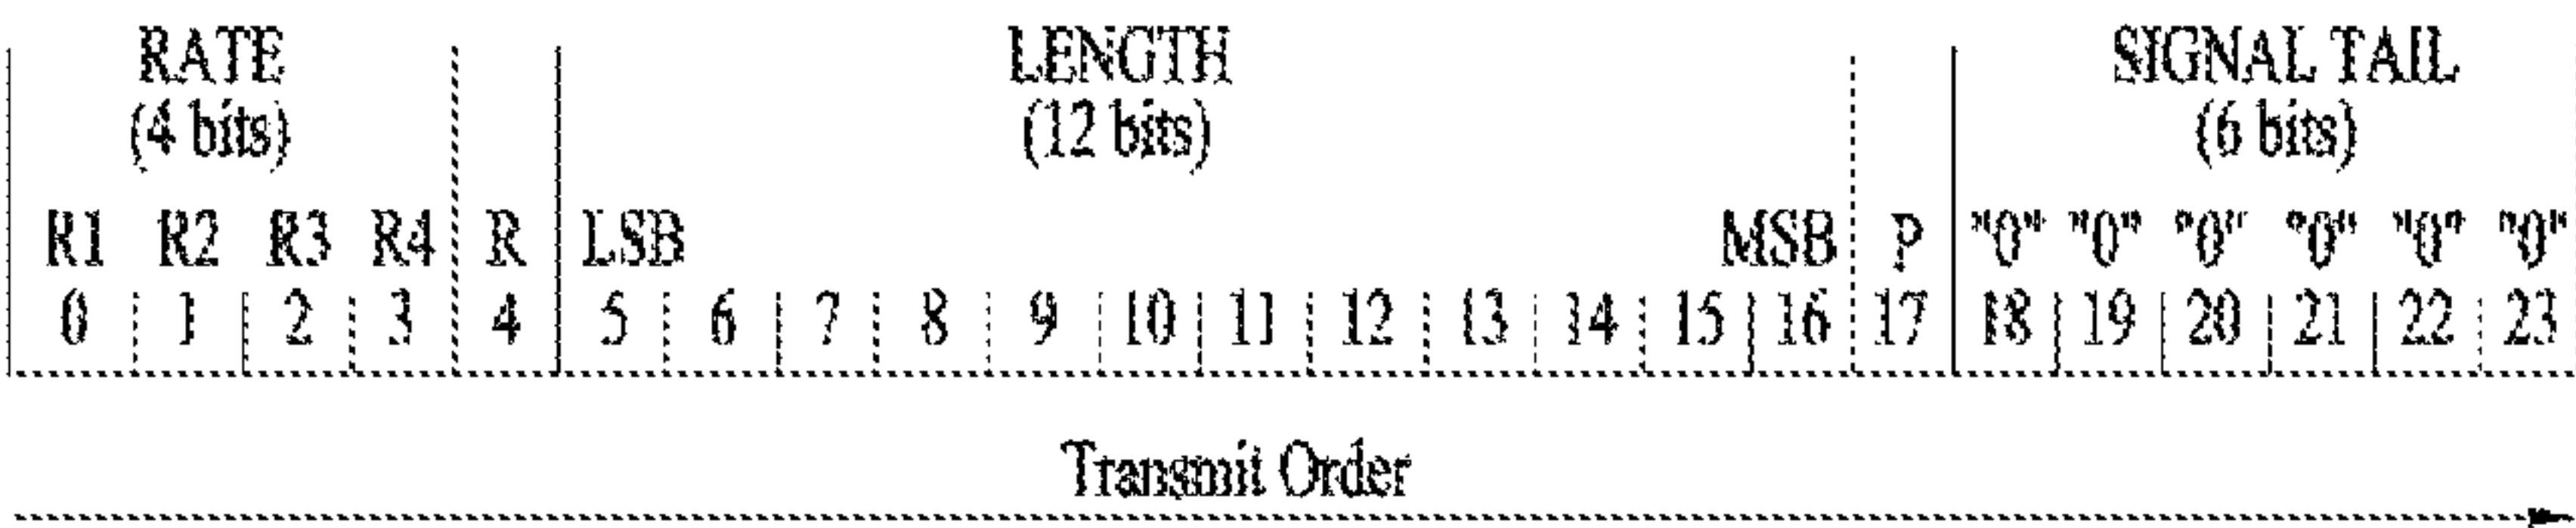 RATE LENGTH SIGNAL TAIL
(4 bits) (12 bits) (6 bits)
R1 R2 R3 R4 R LSB MSB P "0" "0" "0" "0" "0" "0"
0 1 2 3 4 5 6 7 8 9 10 11 12 13 14 15 16 17 18 19 20 21 22 23
Transmit Order